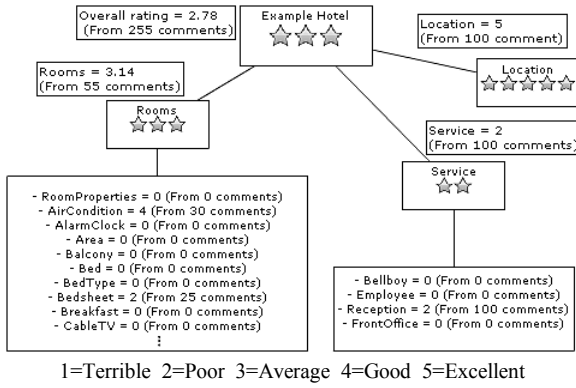 Overall rating = 2.78
(From 255 comments)
Example Hotel
Location = 5
(From 100 comment)
Rooms = 3.14
(From 55 comments)
Location
Rooms
Service = 2
(From 100 comments)
Service
- RoomProperties = 0 (From 0 comments)
- AirCondition = 4 (From 30 comments)
- AlarmClock = 0 (From 0 comments)
- Area = 0 (From 0 comments)
- Balcony = 0 (From 0 comments)
- Bed = 0 (From 0 comments)
- BedType = 0 (From 0 comments)
- Bedsheet = 2 (From 25 comments)
- Breakfast = 0 (From 0 comments)
- CableTV = 0 (From 0 comments)
⋮
- Bellboy = 0 (From 0 comments)
- Employee = 0 (From 0 comments)
- Reception = 2 (From 100 comments)
- FrontOffice = 0 (From 0 comments)
1=Terrible 2=Poor 3=Average 4=Good 5=Excellent